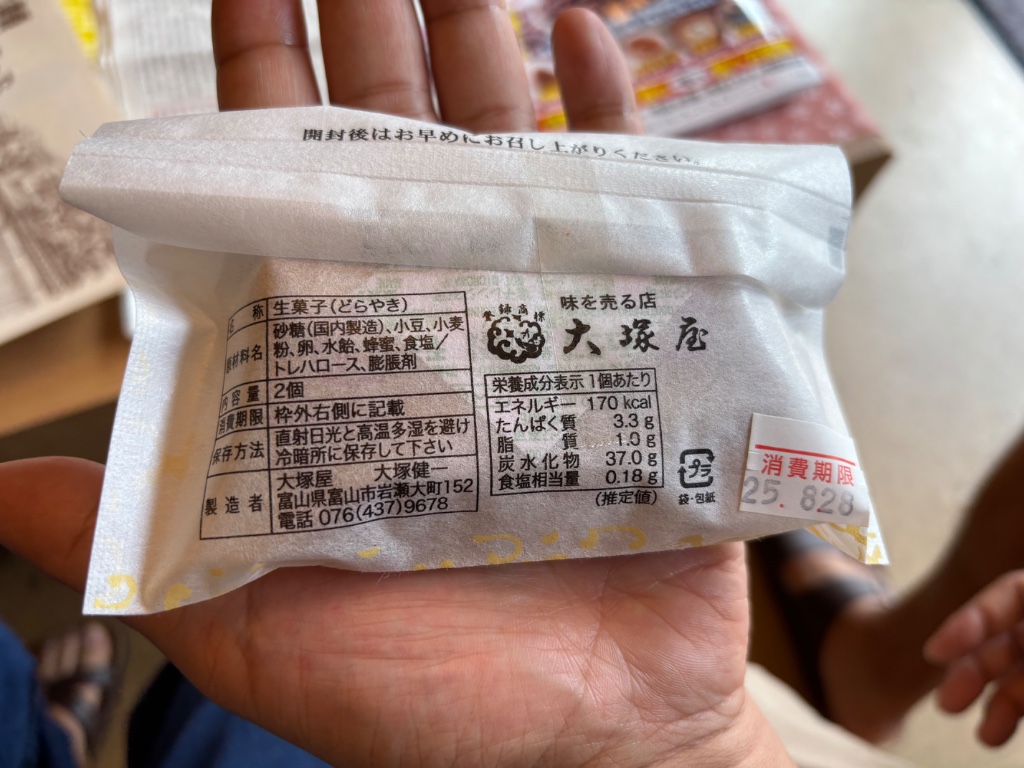 開封後はお早めにお召し上がりください。
名 称 生菓子(どらやき)
原材料名 砂糖(国内製造)、小豆、小麦
粉、卵、水飴、蜂蜜、食塩/
トレハロース、膨脹剤
内容量 2個
消費期限 枠外右側に記載
保存方法 直射日光と高温多湿を避け
冷暗所に保存して下さい
製造者 大塚屋 大塚健一
富山県富山市岩瀬大町152
電話 076(437)9678
登録商標
味を売る店
大塚屋
栄養成分表示 1個あたり
エネルギー 170 kcal
たんぱく質 3.3 g
脂質 1.0 g
炭水化物 37.0 g
食塩相当量 0.18 g
(推定値)
プラ
袋・包紙
消費期限
25. 828